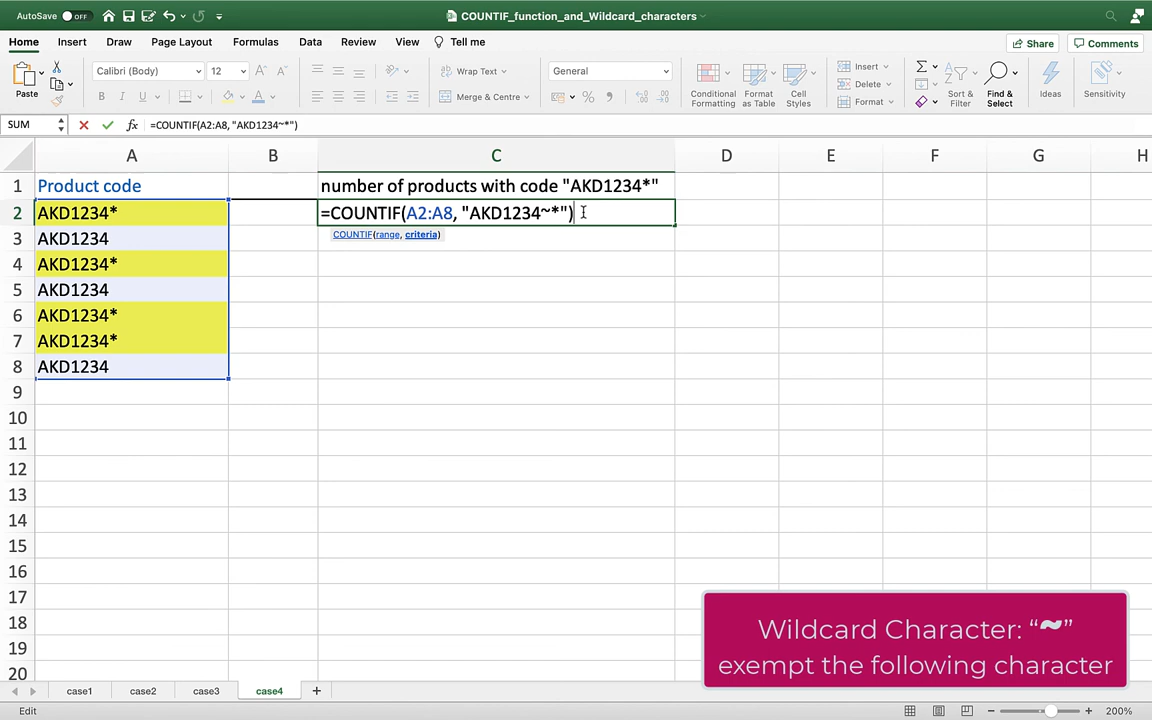 AutoSave OFF
COUNTIF_function_and_Wildcard_characters
Home Insert Draw Page Layout Formulas Data Review View Tell me
Share Comments
Paste
Calibri (Body) 12
B I U A
Wrap Text
Merge & Centre
General
Conditional Formatting
Format as Table
Cell Styles
Insert
Delete
Format
Sort & Filter
Find & Select
Ideas
Sensitivity
SUM fx =COUNTIF(A2:A8, "AKD1234~*")
A B C D E F G H
1 Product code number of products with code "AKD1234*"
2 AKD1234* =COUNTIF(A2:A8, "AKD1234~*")
3 AKD1234 COUNTIF(range, criteria)
4 AKD1234*
5 AKD1234
6 AKD1234*
7 AKD1234*
8 AKD1234
9
10
11
12
13
14
15
16
17
18
19
20
Wildcard Character: “~”
exempt the following character
case1 case2 case3 case4
Edit 200%